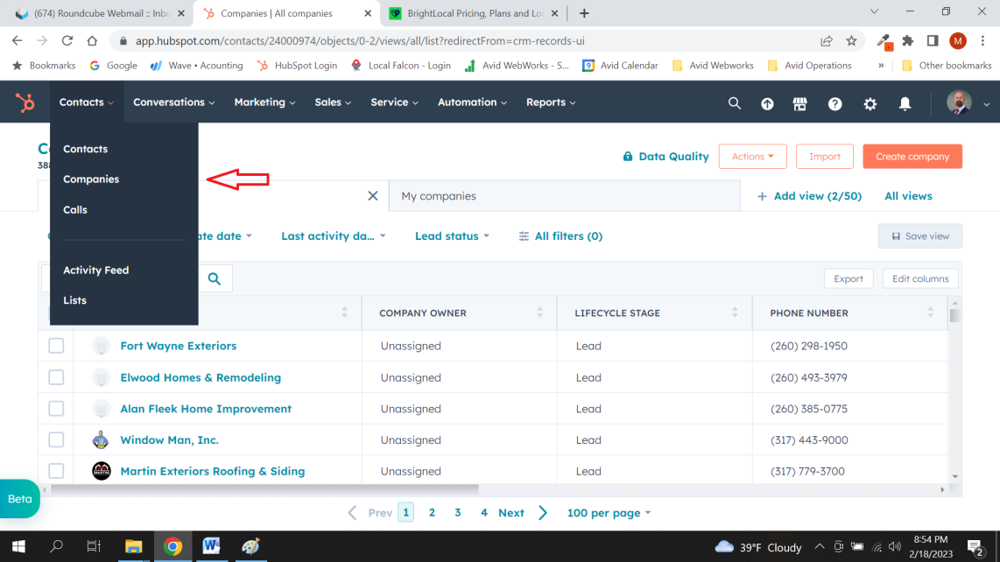 (674) Roundcube Webmail :: Inbo
Companies | All companies
BrightLocal Pricing, Plans and Loc
app.hubspot.com/contacts/24000974/objects/0-2/views/all/list?redirectFrom=crm-records-ui
M
Bookmarks
Google
Wave • Acounting
HubSpot Login
Local Falcon - Login
Avid WebWorks - S...
Avid Calendar
Avid Webworks
Avid Operations
»
Other bookmarks
Contacts
Conversations
Marketing
Sales
Service
Automation
Reports
Contacts
Companies
Calls
Activity Feed
Lists
Data Quality
Actions
Import
Create company
My companies
Add view (2/50)
All views
ate date
Last activity da...
Lead status
All filters (0)
Save view
Export
Edit columns
COMPANY OWNER
LIFECYCLE STAGE
PHONE NUMBER
Fort Wayne Exteriors Unassigned Lead (260) 298-1950
Elwood Homes & Remodeling Unassigned Lead (260) 493-3979
Alan Fleek Home Improvement Unassigned Lead (260) 385-0775
Window Man, Inc. Unassigned Lead (317) 443-9000
Martin Exteriors Roofing & Siding Unassigned Lead (317) 779-3700
Beta
Prev 1 2 3 4 Next 100 per page
39°F Cloudy
8:54 PM
2/18/2023
2